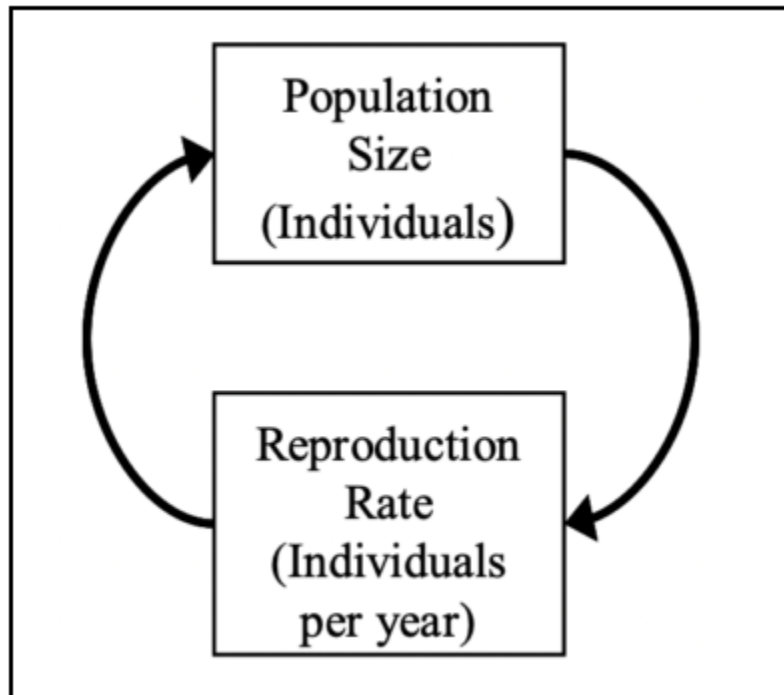 Population
Size
(Individuals)
Reproduction
Rate
(Individuals
per year)